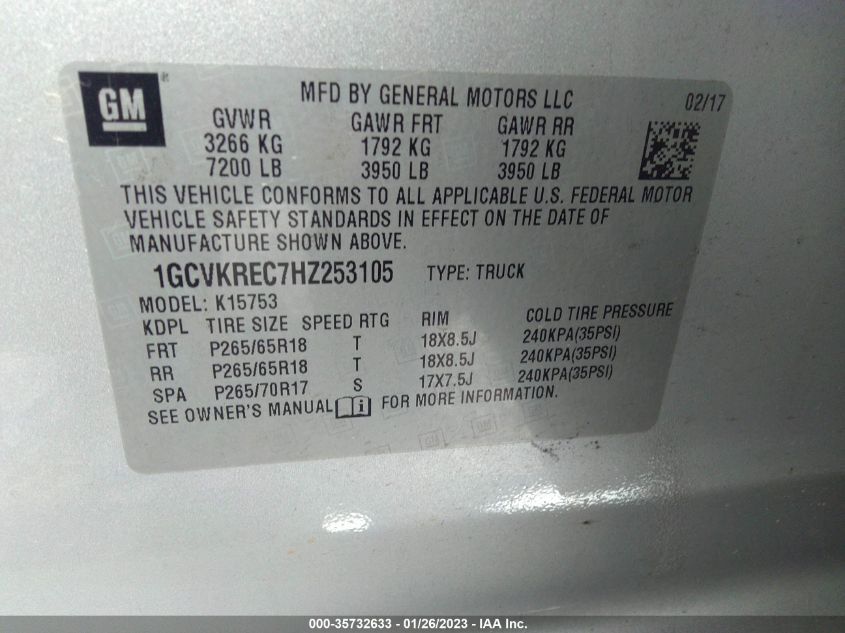 GM ®
MFD BY GENERAL MOTORS LLC 02/17
GVWR GAWR FRT GAWR RR
3266 KG 1792 KG 1792 KG
7200 LB 3950 LB 3950 LB
THIS VEHICLE CONFORMS TO ALL APPLICABLE U.S. FEDERAL MOTOR
VEHICLE SAFETY STANDARDS IN EFFECT ON THE DATE OF
MANUFACTURE SHOWN ABOVE.
1GCVKREC7HZ253105 TYPE: TRUCK
MODEL: K15753
KDPL TIRE SIZE SPEED RTG RIM COLD TIRE PRESSURE
FRT P265/65R18 T 18X8.5J 240KPA(35PSI)
RR P265/65R18 T 18X8.5J 240KPA(35PSI)
SPA P265/70R17 S 17X7.5J 240KPA(35PSI)
SEE OWNER'S MANUAL i FOR MORE INFORMATION.
000-35732633 - 01/26/2023 - IAA Inc.